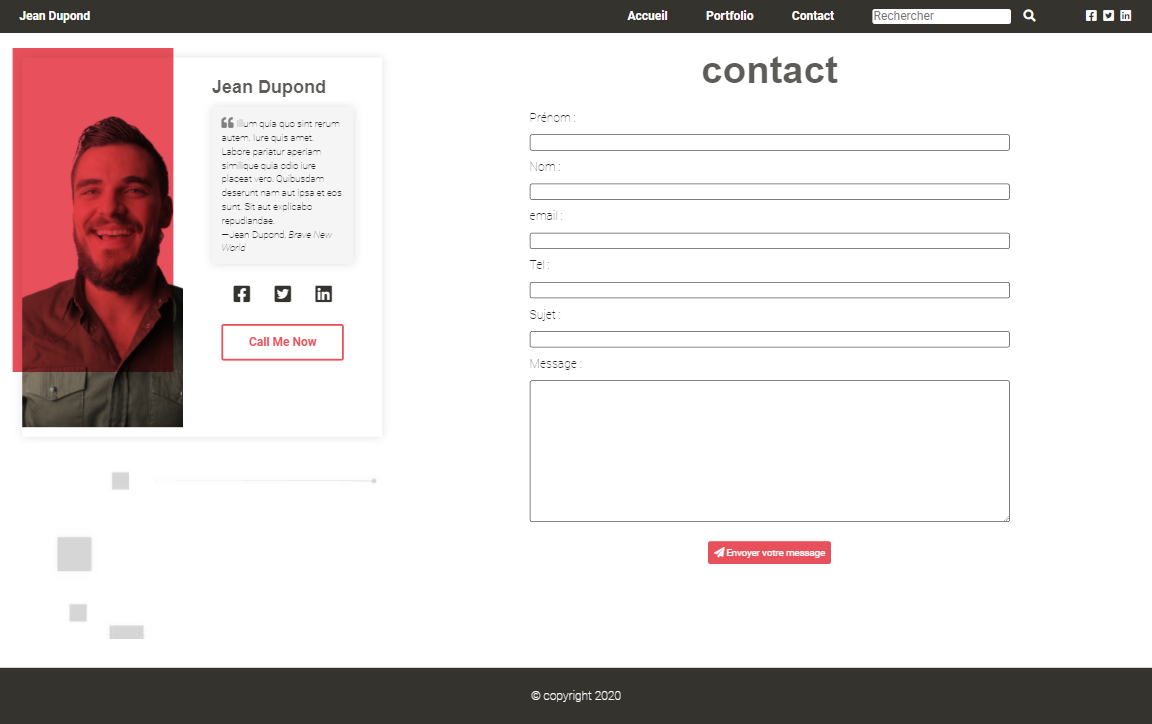 Jean Dupond
Accueil
Portfolio
Contact
Rechercher
Jean Dupond
Illum quia quo sint rerum
autem. Iure quis amet.
Labore pariatur aperiam
similique quia odio iure
placeat vero. Quibusdam
deserunt nam aut ipsa et eos
sunt. Sit aut explicabo
repudiandae.
—Jean Dupond, Brave New
World
Call Me Now
contact
Prénom :
Nom :
email :
Tel :
Sujet :
Message :
Envoyer votre message
© copyright 2020